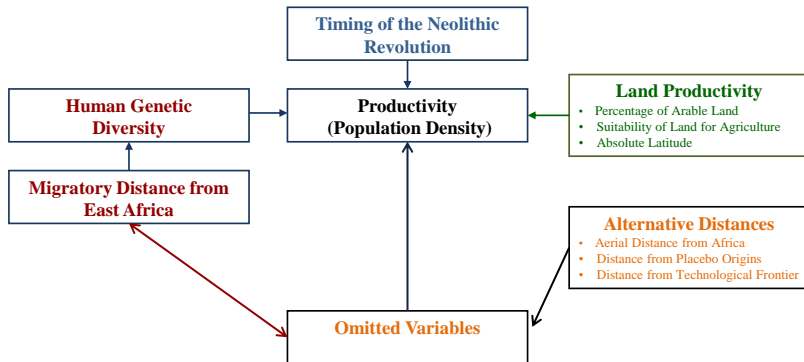 Timing of the Neolithic
Revolution
Human Genetic
Diversity
Productivity
(Population Density)
Land Productivity
• Percentage of Arable Land
• Suitability of Land for Agriculture
• Absolute Latitude
Migratory Distance from
East Africa
Alternative Distances
• Aerial Distance from Africa
• Distance from Placebo Origins
• Distance from Technological Frontier
Omitted Variables